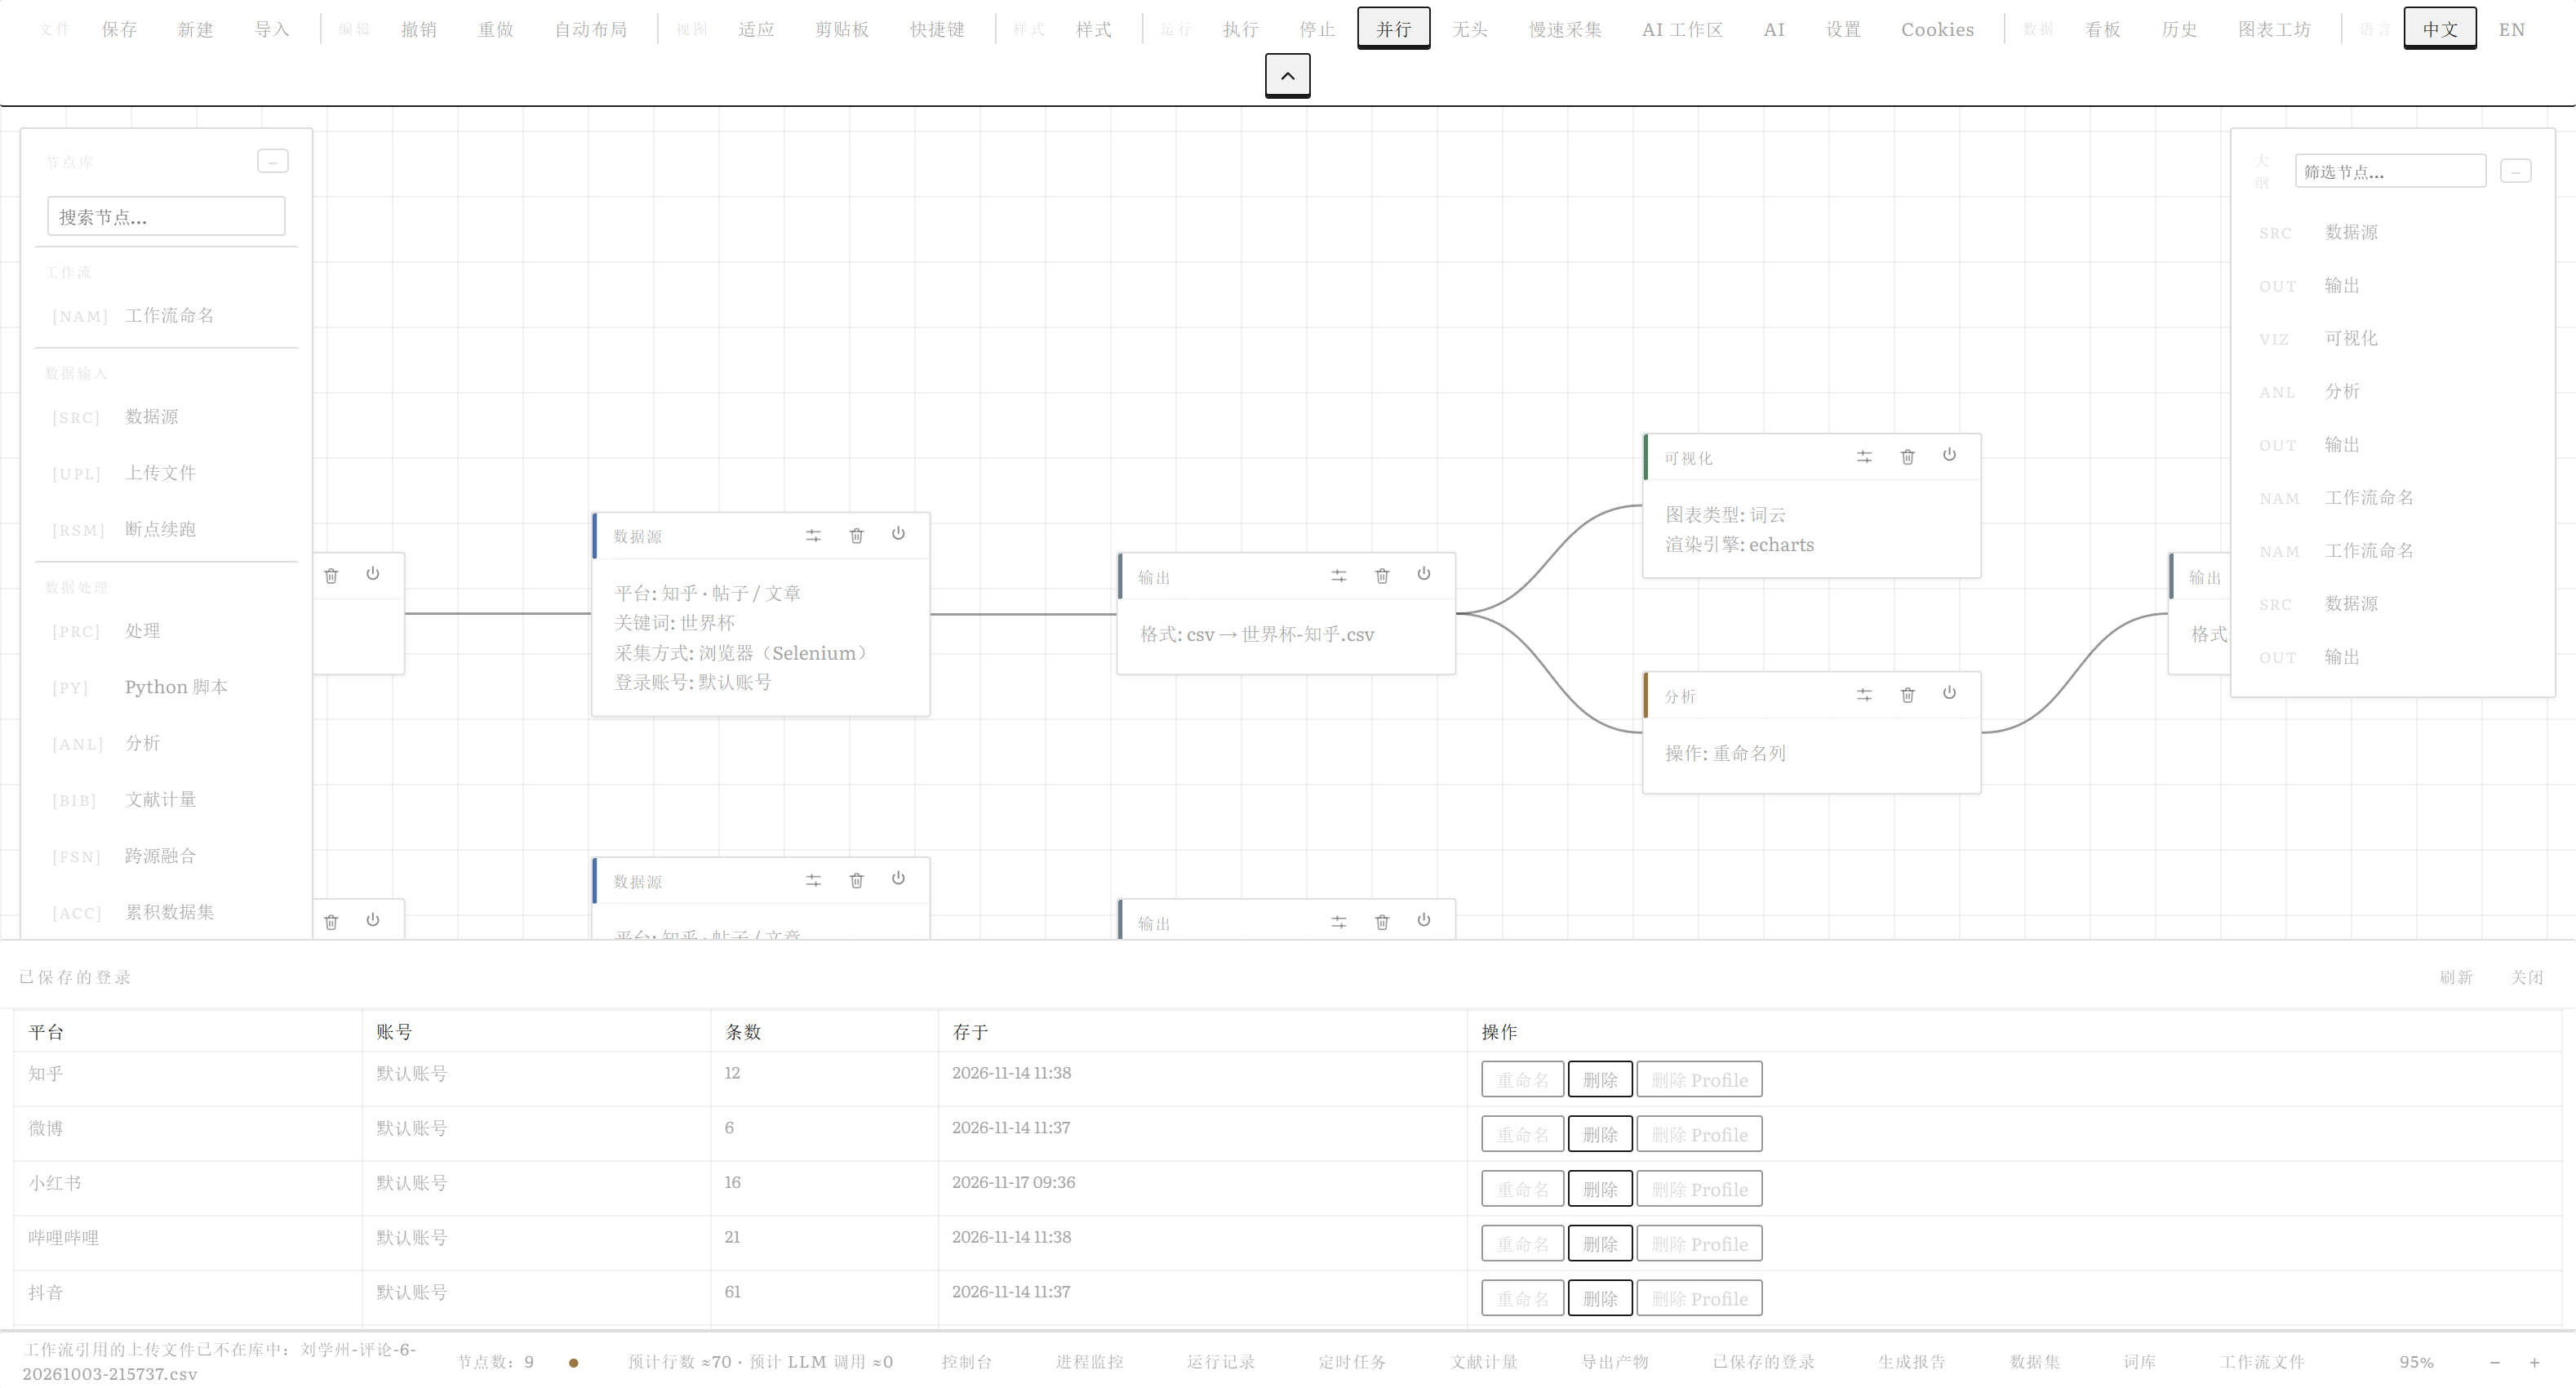 文件 保存 新建 导入 编辑 撤销 重做 自动布局 视图 适应 剪贴板 快捷键 样式 样式 运行 执行 停止 并行 无头 慢速采集 AI 工作区 AI 设置 Cookies 数据 看板 历史 图表工坊 语言 中文 EN
节点库
搜索节点...
工作流
[NAM] 工作流命名
数据输入
[SRC] 数据源
[UPL] 上传文件
[RSM] 断点续跑
数据处理
[PRC] 处理
[PY] Python 脚本
[ANL] 分析
[BIB] 文献计量
[FSN] 跨源融合
[ACC] 累积数据集
数据源
平台: 知乎 · 帖子 / 文章
关键词: 世界杯
采集方式: 浏览器（Selenium）
登录账号: 默认账号
输出
格式: csv → 世界杯-知乎.csv
可视化
图表类型: 词云
渲染引擎: echarts
分析
操作: 重命名列
输出
格式
数据源
平台: 知乎 · 帖子 / 文章
输出
大纲
筛选节点...
SRC 数据源
OUT 输出
VIZ 可视化
ANL 分析
OUT 输出
NAM 工作流命名
NAM 工作流命名
SRC 数据源
OUT 输出
已保存的登录 刷新 关闭
平台 账号 条数 存于 操作
知乎 默认账号 12 2026-11-14 11:38 重命名 删除 删除 Profile
微博 默认账号 6 2026-11-14 11:37 重命名 删除 删除 Profile
小红书 默认账号 16 2026-11-17 09:36 重命名 删除 删除 Profile
哔哩哔哩 默认账号 21 2026-11-14 11:38 重命名 删除 删除 Profile
抖音 默认账号 61 2026-11-14 11:37 重命名 删除 删除 Profile
工作流引用的上传文件已不在库中：刘学州-评论-6-
20261003-215737.csv
节点数：9 预计行数 ≈70 · 预计 LLM 调用 ≈0 控制台 进程监控 运行记录 定时任务 文献计量 导出产物 已保存的登录 生成报告 数据集 词库 工作流文件 95% − +